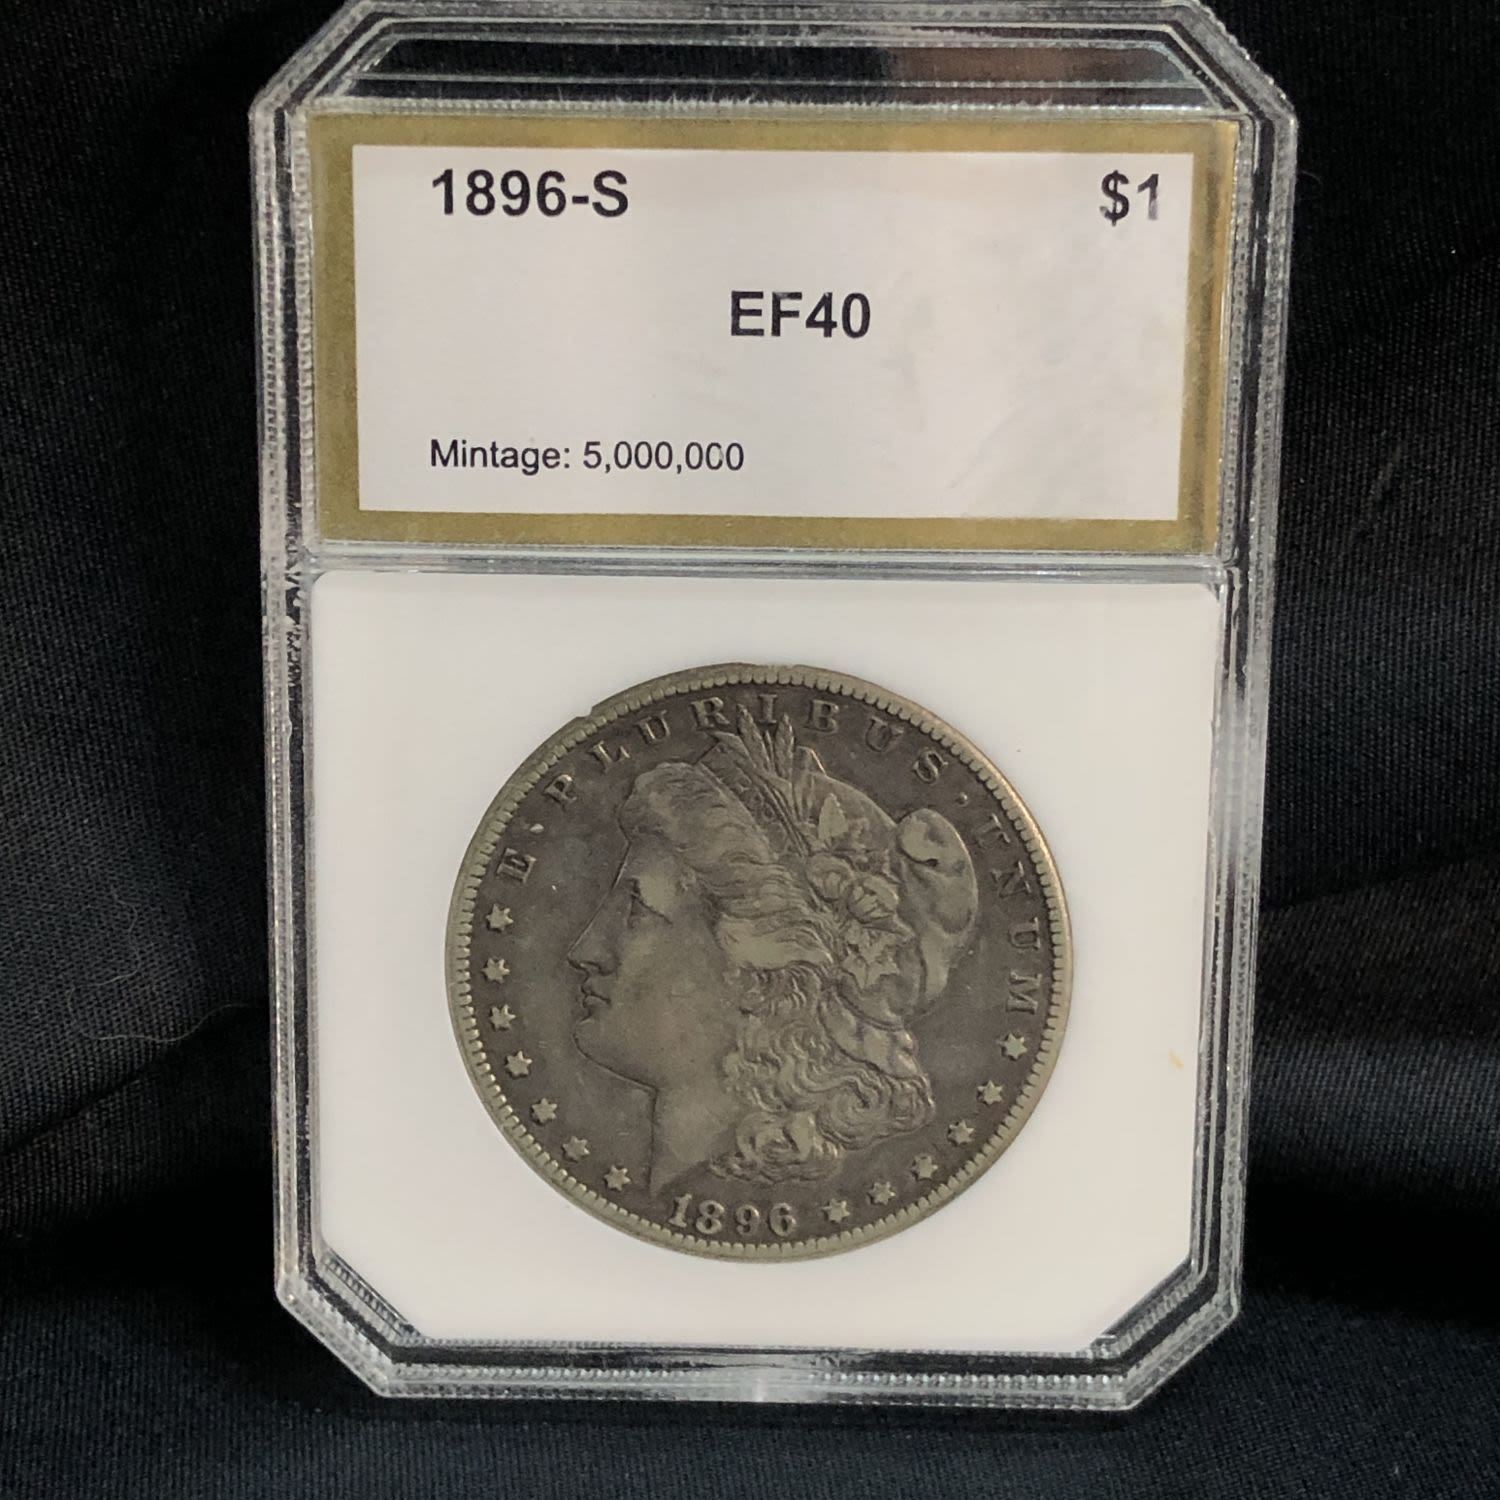 1896-S $1
EF40
Mintage: 5,000,000
E·PLURIBUS·UNUM
1896